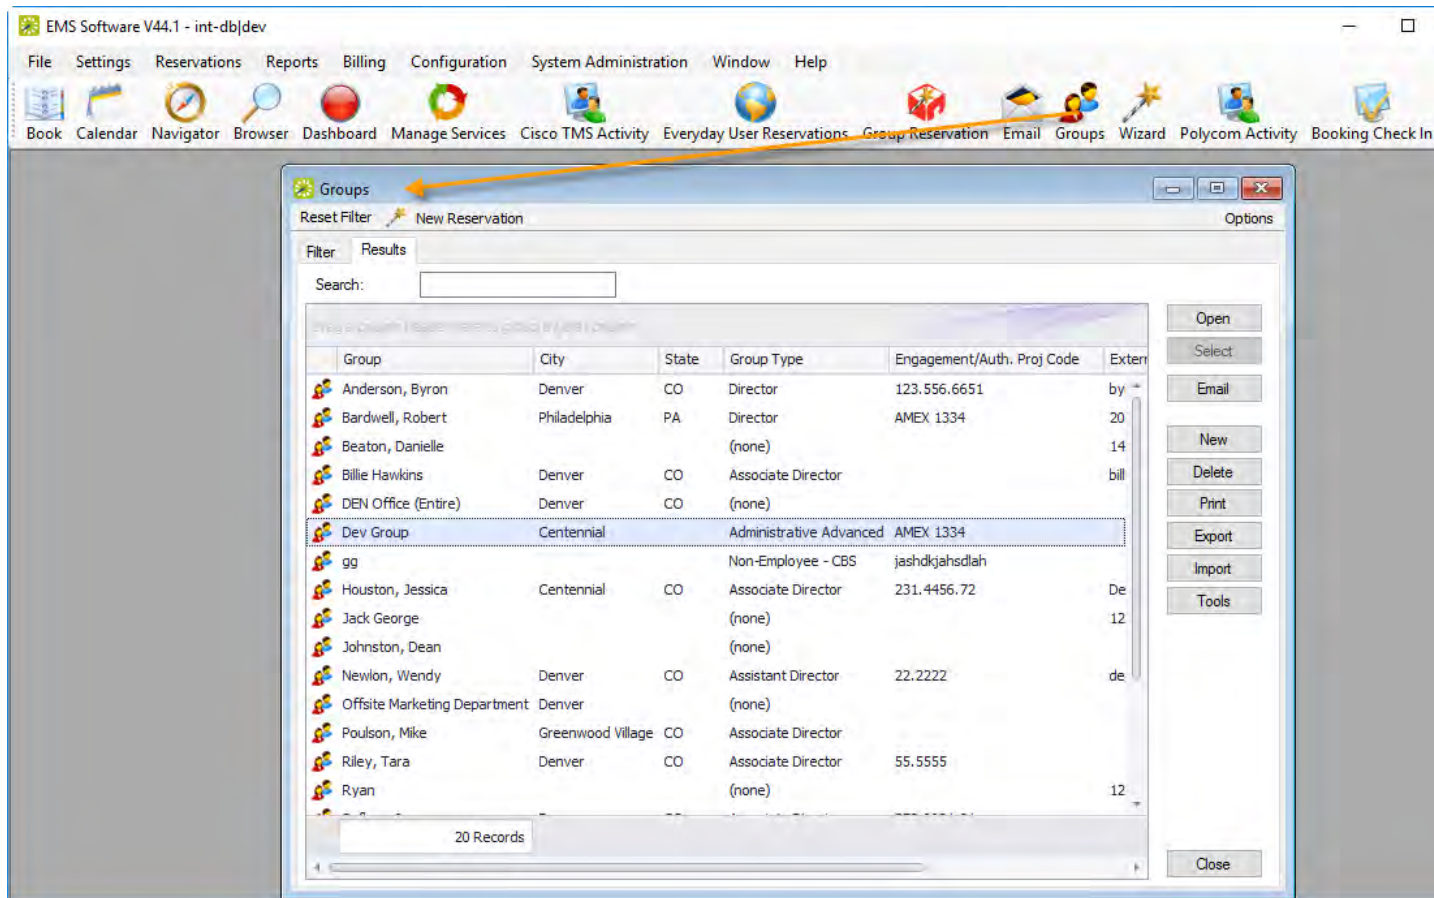 EMS Software V44.1 - int-db|dev
File Settings Reservations Reports Billing Configuration System Administration Window Help
Book Calendar Navigator Browser Dashboard Manage Services Cisco TMS Activity Everyday User Reservations Group Reservation Email Groups Wizard Polycom Activity Booking Check In
Groups
Reset Filter New Reservation Options
Filter Results
Search:
Open
Group City State Group Type Engagement/Auth. Proj Code Extern Select
Anderson, Byron Denver CO Director 123.556.6651 by Email
Bardwell, Robert Philadelphia PA Director AMEX 1334 20
Beaton, Danielle (none) 14 New
Billie Hawkins Denver CO Associate Director bill Delete
DEN Office (Entire) Denver CO (none) Print
Dev Group Centennial Administrative Advanced AMEX 1334 Export
gg Non-Employee - CBS jashdkjahsdlah Import
Houston, Jessica Centennial CO Associate Director 231.4456.72 De Tools
Jack George (none) 12
Johnston, Dean (none)
Newlon, Wendy Denver CO Assistant Director 22.2222 de
Offsite Marketing Department Denver (none)
Poulson, Mike Greenwood Village CO Associate Director
Riley, Tara Denver CO Associate Director 55.5555
Ryan (none) 12
20 Records
Close